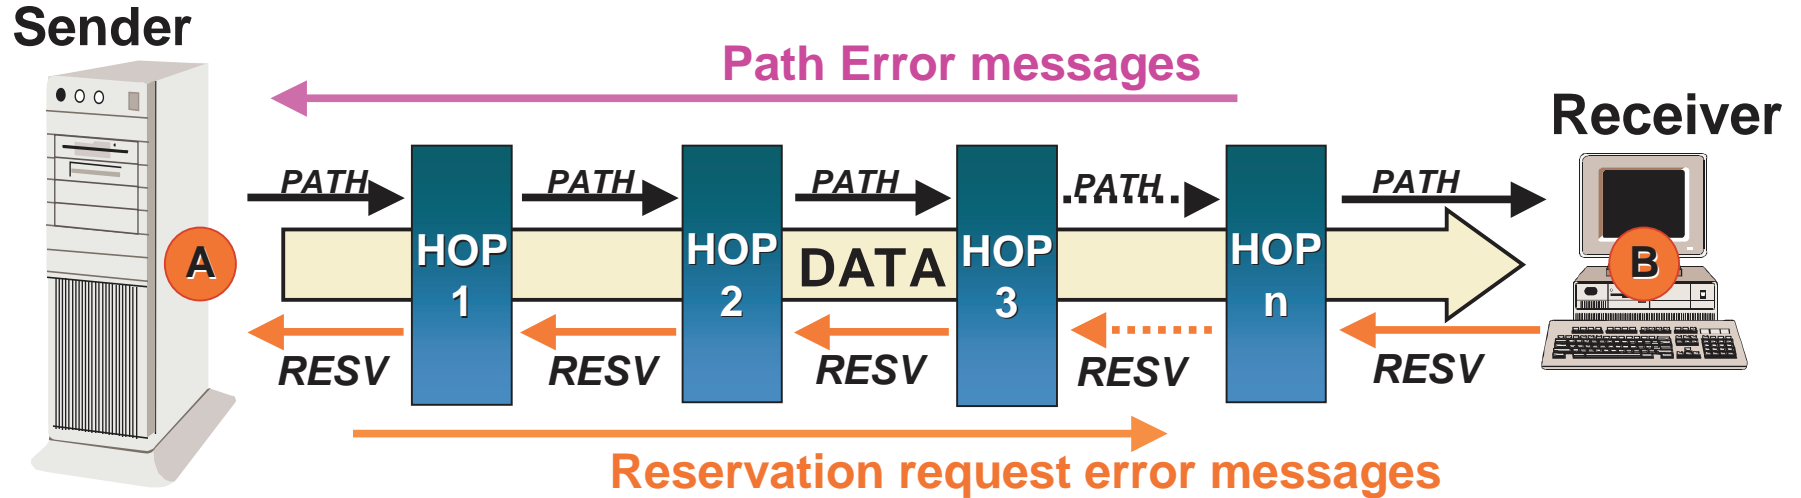 Sender
Path Error messages
Receiver
PATH PATH PATH PATH PATH
A
HOP 1
HOP 2
DATA
HOP 3
HOP n
B
RESV RESV RESV RESV RESV
Reservation request error messages